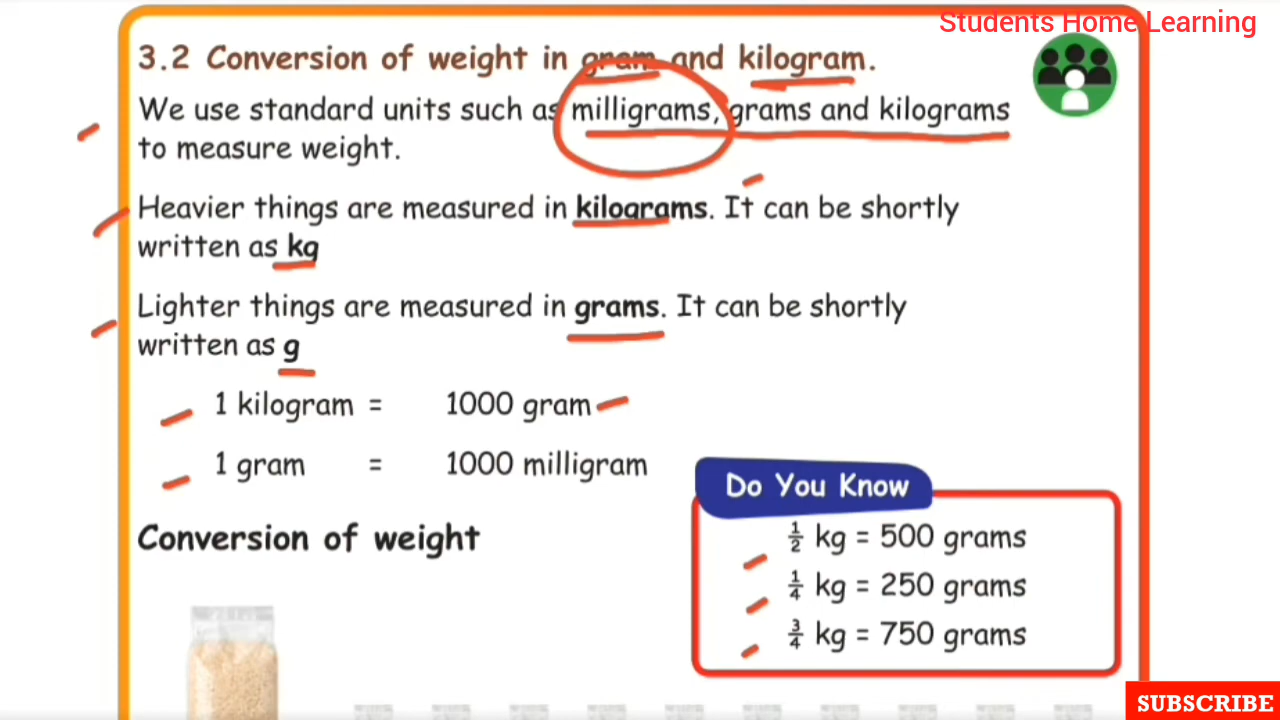 Students Home Learning
3.2 Conversion of weight in gram and kilogram.
We use standard units such as milligrams, grams and kilograms
to measure weight.
Heavier things are measured in kilograms. It can be shortly
written as kg
Lighter things are measured in grams. It can be shortly
written as g
1 kilogram = 1000 gram
1 gram = 1000 milligram
Do You Know
½ kg = 500 grams
¼ kg = 250 grams
¾ kg = 750 grams
Conversion of weight
SUBSCRIBE